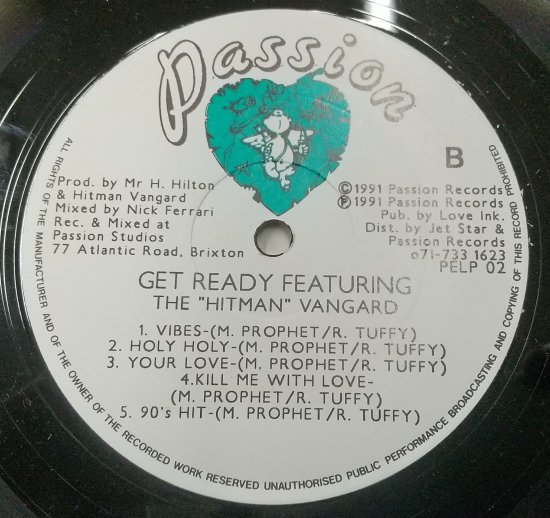 Passion
B
Prod. by Mr H. Hilton
& Hitman Vangard
Mixed by Nick Ferrari
Rec. & Mixed at
Passion Studios
77 Atlantic Road, Brixton
©1991 Passion Records
℗1991 Passion Records
Pub. by Love Ink.
Dist. by Jet Star &
Passion Records
o71-733 1623
PELP 02
GET READY FEATURING
THE "HITMAN" VANGARD
1. VIBES-(M. PROPHET/R. TUFFY)
2. HOLY HOLY-(M. PROPHET/R. TUFFY)
3. YOUR LOVE-(M. PROPHET/R. TUFFY)
4.KILL ME WITH LOVE-
(M. PROPHET/R. TUFFY)
5. 90's HIT-(M. PROPHET/R. TUFFY)
ALL RIGHTS OF THE MANUFACTURER AND OF THE OWNER OF THE RECORDED WORK RESERVED UNAUTHORISED PUBLIC PERFORMANCE BROADCASTING AND COPYING OF THIS RECORD PROHIBITED